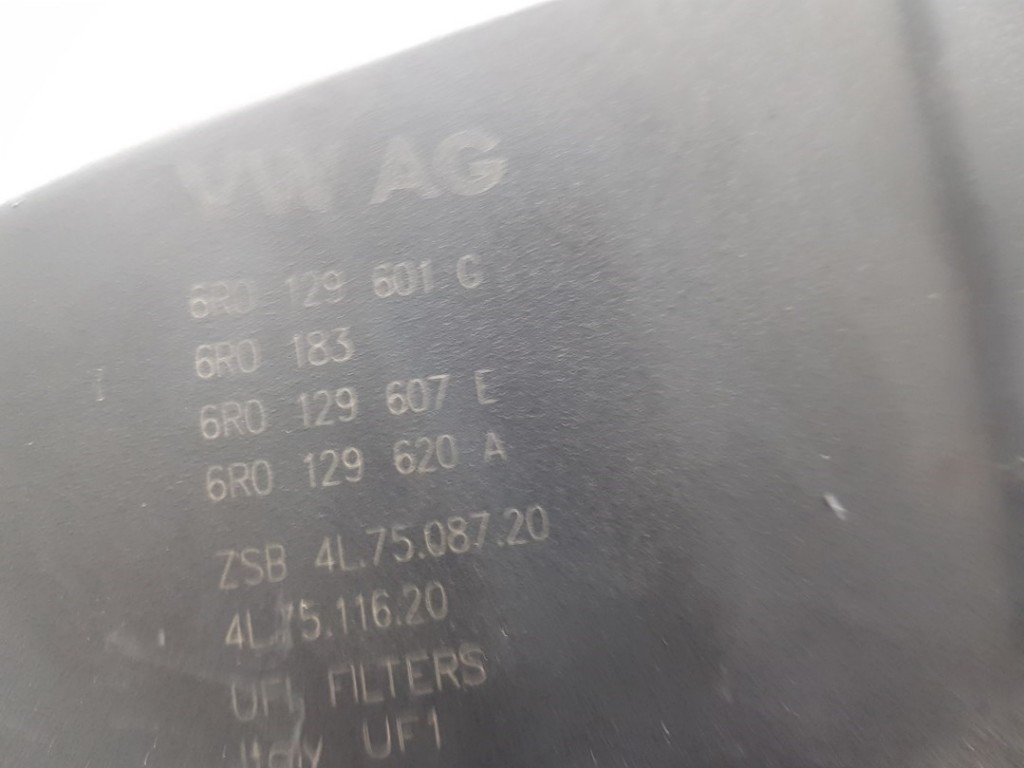 VW AG
6R0 129 601 C
6R0 183
6R0 129 607 E
6R0 129 620 A
ZSB 4L.75.087.20
4L.75.116.20
UFI FILTERS
Italy UF1